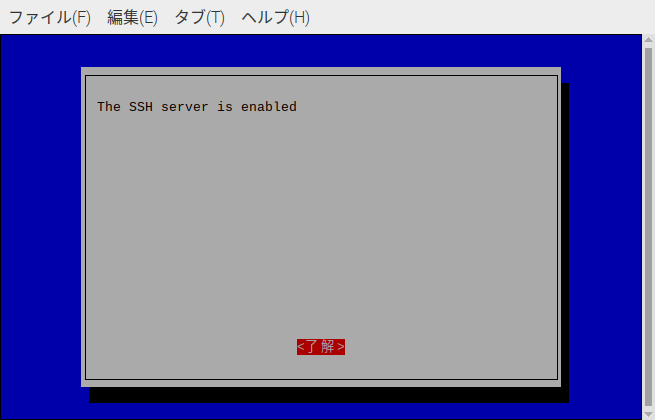 ファイル(F) 編集(E) タブ(T) ヘルプ(H)
The SSH server is enabled
<了解>